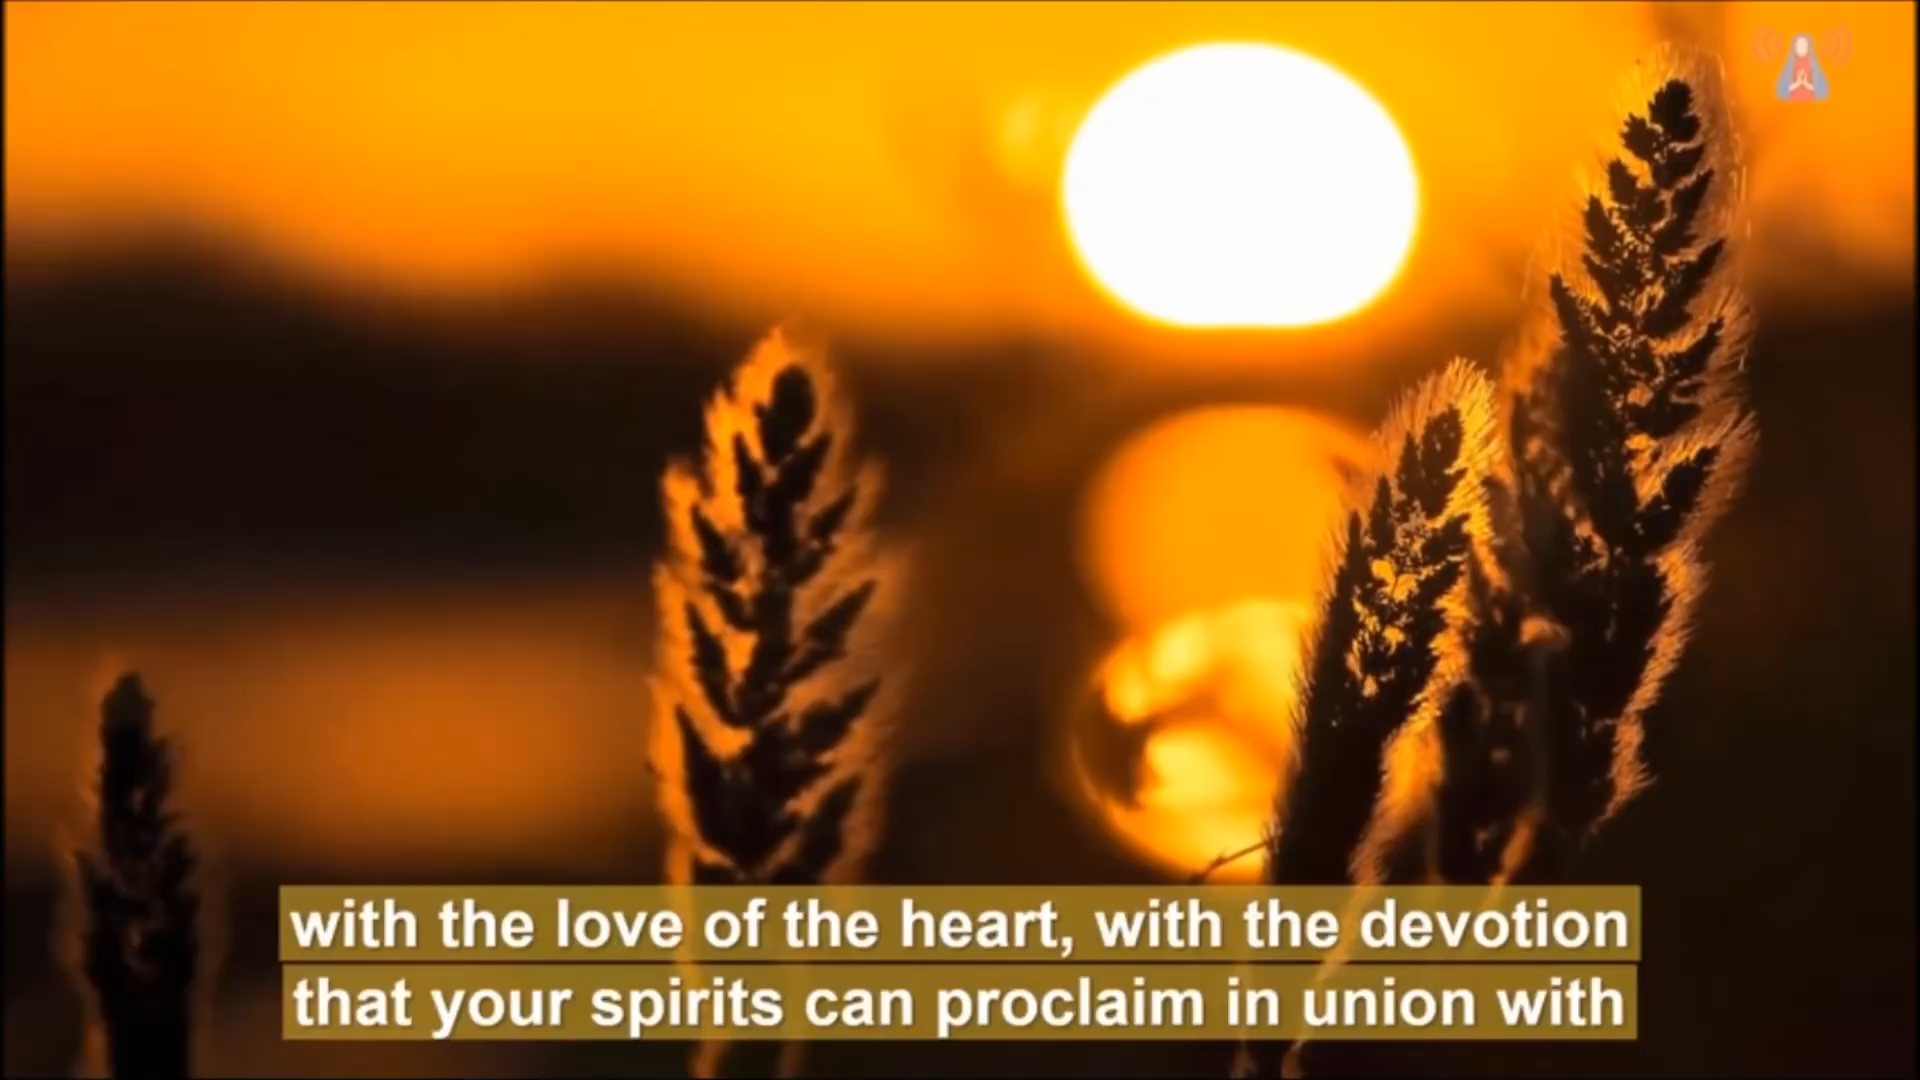 with the love of the heart, with the devotion
that your spirits can proclaim in union with